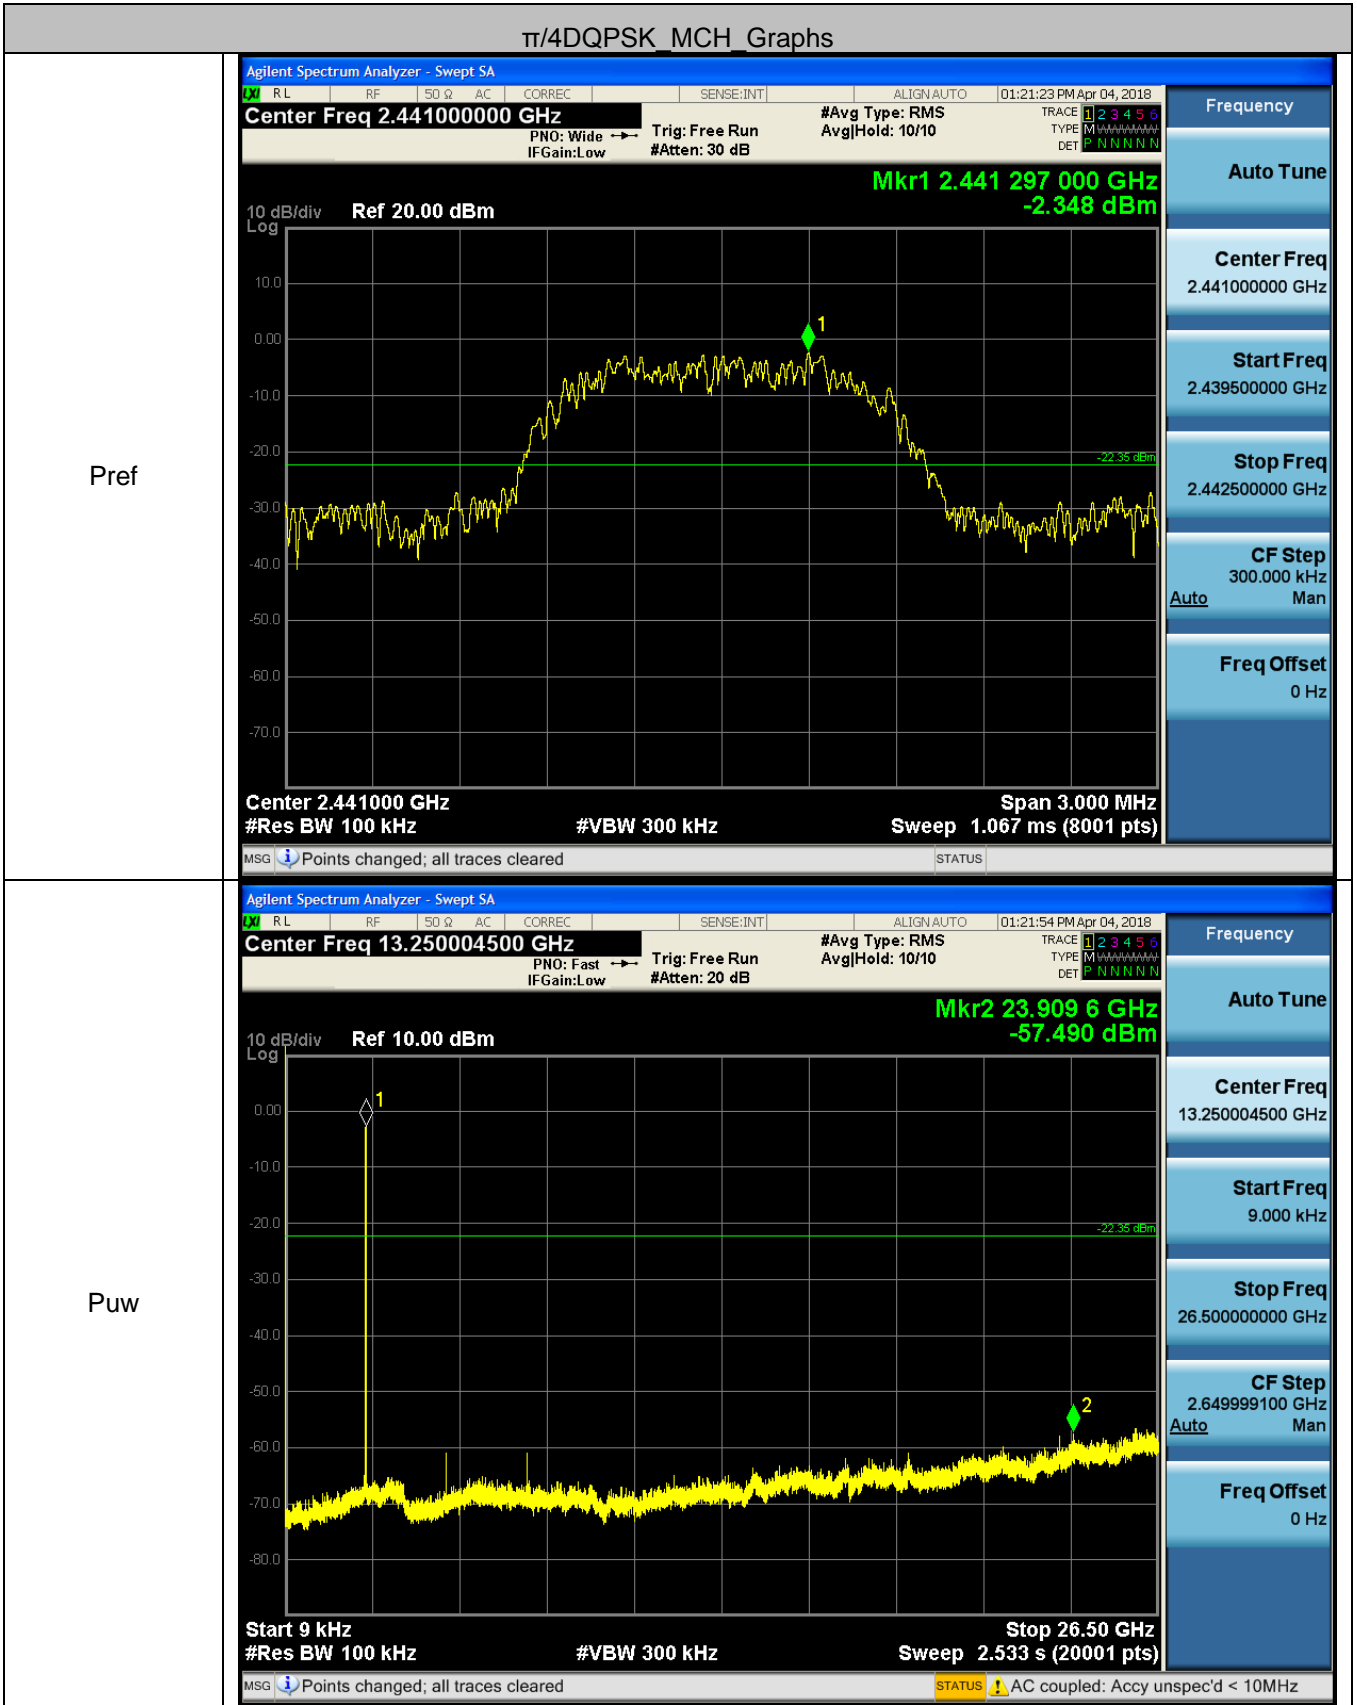 π/4DQPSK_MCH_Graphs
Pref
Agilent Spectrum Analyzer - Swept SA
LXI RL RF 50 Ω AC CORREC SENSE:INT ALIGNAUTO 01:21:23 PM Apr 04, 2018
Center Freq 2.441000000 GHz
PNO: Wide
IFGain:Low
Trig: Free Run
#Atten: 30 dB
#Avg Type: RMS
Avg|Hold: 10/10
TRACE 1 2 3 4 5 6
TYPE M WWWWW
DET P N N N N N
Mkr1 2.441 297 000 GHz
-2.348 dBm
10 dB/div
Log
Ref 20.00 dBm
10.0
0.00
-10.0
-20.0
-30.0
-40.0
-50.0
-60.0
-70.0
1
-22.35 dBm
Center 2.441000 GHz
Span 3.000 MHz
#Res BW 100 kHz
#VBW 300 kHz
Sweep 1.067 ms (8001 pts)
MSG Points changed; all traces cleared
STATUS
Frequency
Auto Tune
Center Freq
2.441000000 GHz
Start Freq
2.439500000 GHz
Stop Freq
2.442500000 GHz
CF Step
300.000 kHz
Auto Man
Freq Offset
0 Hz
Puw
Agilent Spectrum Analyzer - Swept SA
LXI RL RF 50 Ω AC CORREC SENSE:INT ALIGNAUTO 01:21:54 PM Apr 04, 2018
Center Freq 13.250004500 GHz
PNO: Fast
IFGain:Low
Trig: Free Run
#Atten: 20 dB
#Avg Type: RMS
Avg|Hold: 10/10
TRACE 1 2 3 4 5 6
TYPE M WWWWW
DET P N N N N N
Mkr2 23.909 6 GHz
-57.490 dBm
10 dB/div
Log
Ref 10.00 dBm
0.00
-10.0
-20.0
-30.0
-40.0
-50.0
-60.0
-70.0
-80.0
1
-22.35 dBm
2
Start 9 kHz
Stop 26.50 GHz
#Res BW 100 kHz
#VBW 300 kHz
Sweep 2.533 s (20001 pts)
MSG Points changed; all traces cleared
STATUS AC coupled: Accy unspec'd < 10MHz
Frequency
Auto Tune
Center Freq
13.250004500 GHz
Start Freq
9.000 kHz
Stop Freq
26.500000000 GHz
CF Step
2.649999100 GHz
Auto Man
Freq Offset
0 Hz